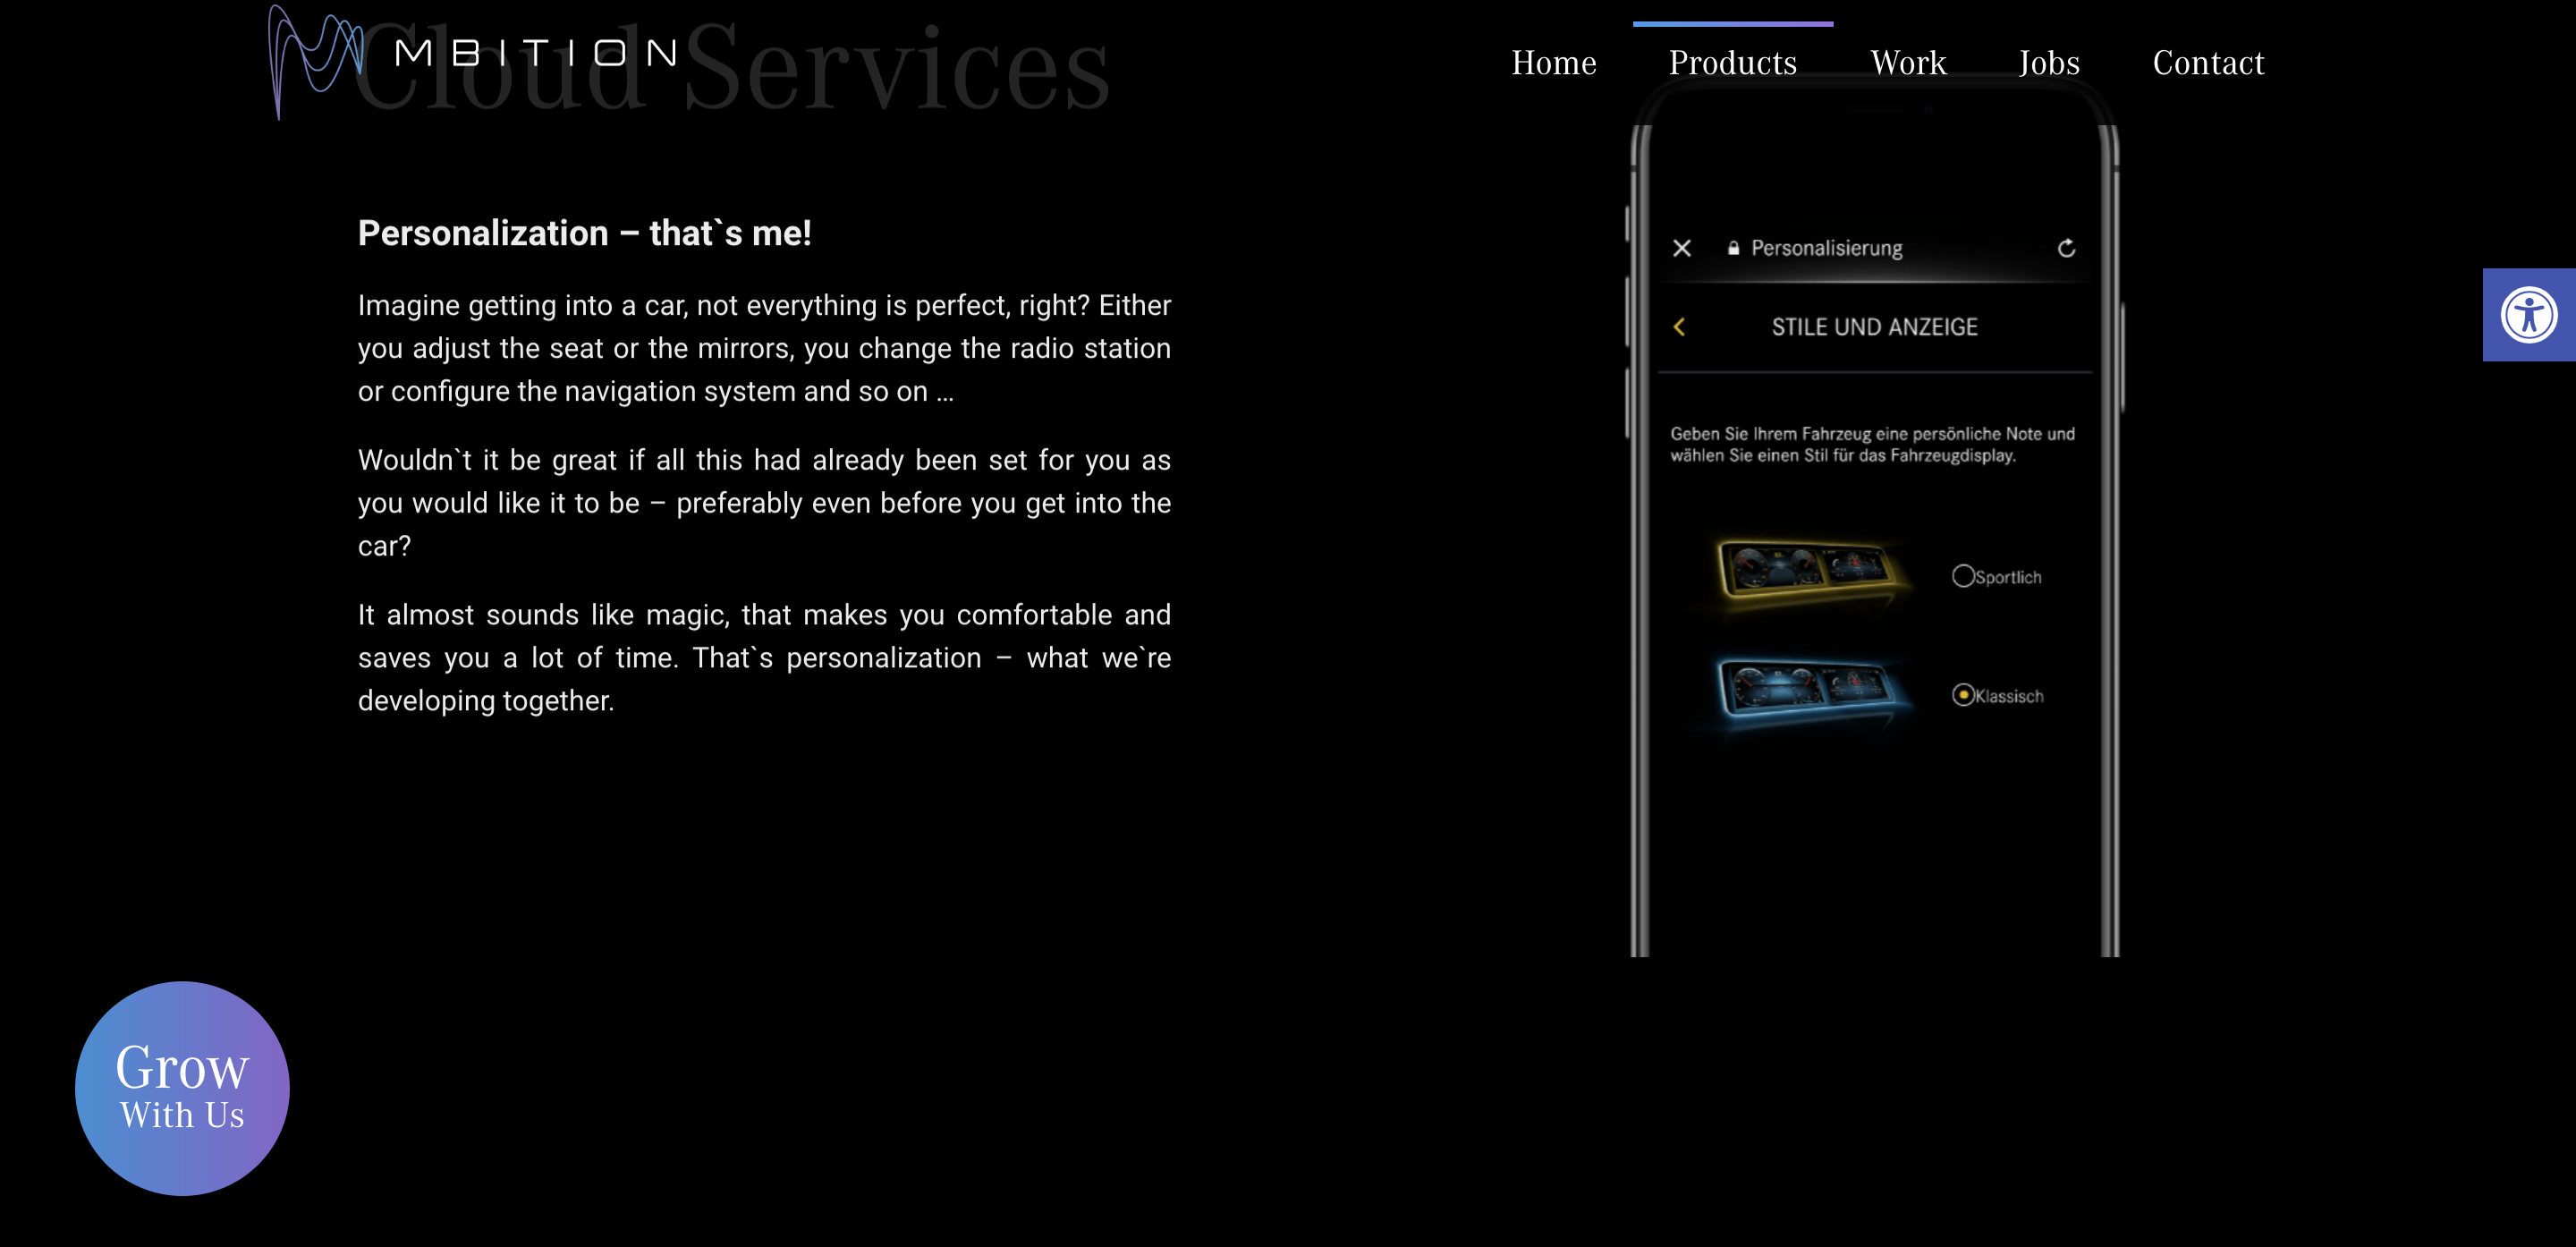 MBITION
Home
Products
Work
Jobs
Contact
Cloud Services
Personalization – that`s me!
Imagine getting into a car, not everything is perfect, right? Either
you adjust the seat or the mirrors, you change the radio station
or configure the navigation system and so on ...
Wouldn`t it be great if all this had already been set for you as
you would like it to be – preferably even before you get into the
car?
It almost sounds like magic, that makes you comfortable and
saves you a lot of time. That`s personalization – what we`re
developing together.
Personalisierung
STILE UND ANZEIGE
Geben Sie Ihrem Fahrzeug eine persönliche Note und
wählen Sie einen Stil für das Fahrzeugdisplay.
Sportlich
Klassisch
Grow
With Us